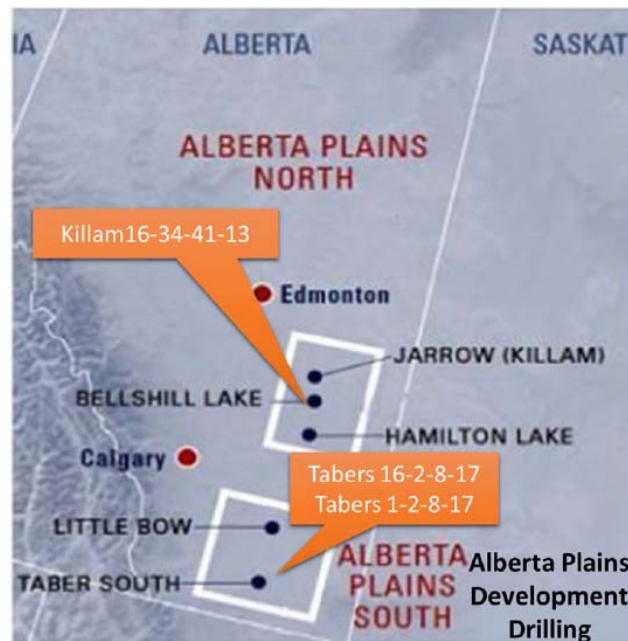 IA
ALBERTA
SASKAT
ALBERTA PLAINS
NORTH
Killam16-34-41-13
Edmonton
JARROW (KILLAM)
BELLSHILL LAKE
HAMILTON LAKE
Calgary
Tabers 16-2-8-17
Tabers 1-2-8-17
LITTLE BOW
TABER SOUTH
ALBERTA
PLAINS
SOUTH
Alberta Plains
Development
Drilling